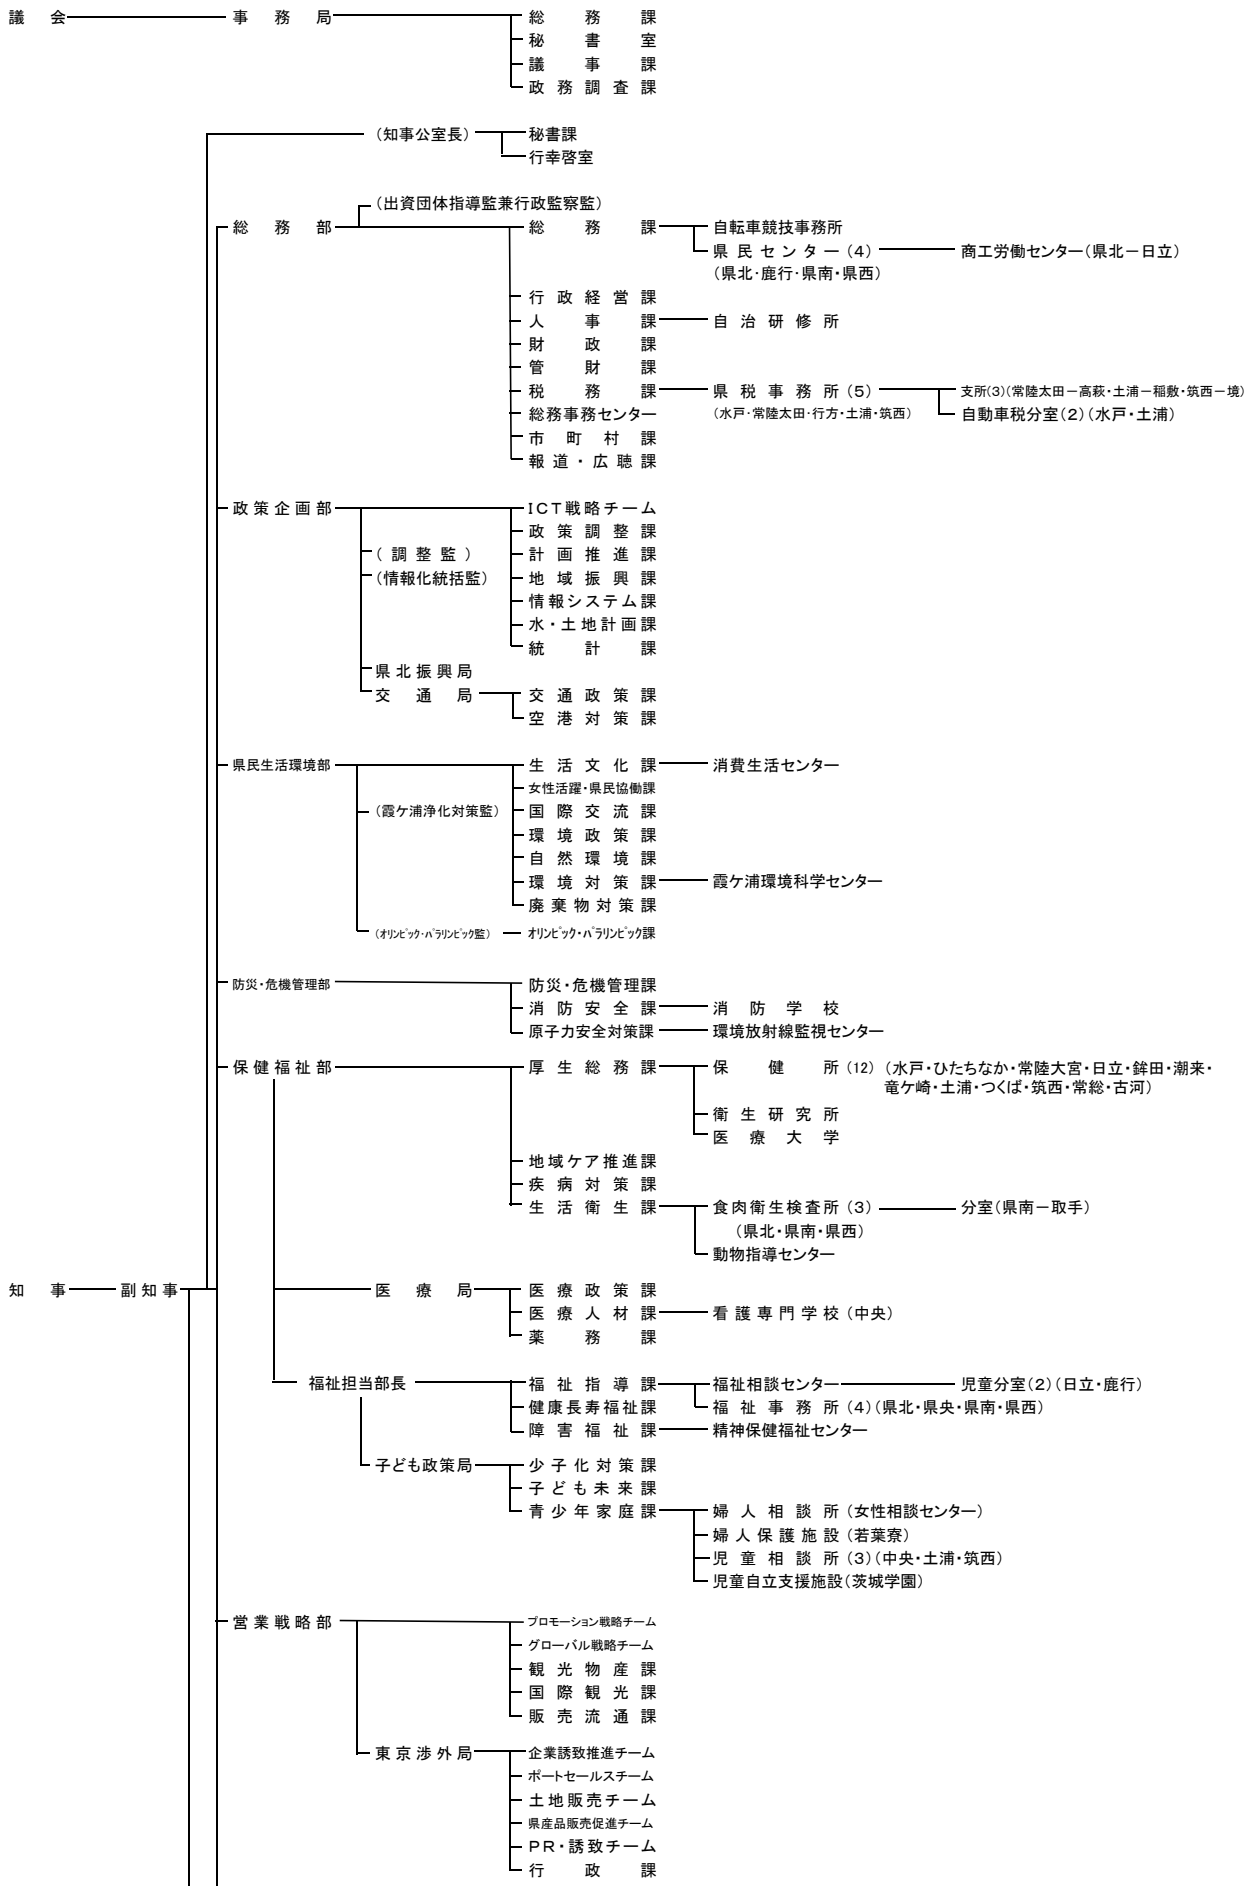 議会 事務局 総務課
秘書室
議事課
政務調査課
(知事公室長) 秘書課
行幸啓室
(出資団体指導監兼行政監察監)
総務部 総務課 自転車競技事務所
県民センター(4) 商工労働センター(県北－日立)
(県北・鹿行・県南・県西)
行政経営課
人事課 自治研修所
財政課
管財課
税務課 県税事務所(5) 支所(3)(常陸太田－高萩・土浦－稲敷・筑西－境)
総務事務センター (水戸・常陸太田・行方・土浦・筑西) 自動車税分室(2)(水戸・土浦)
市町村課
報道・広聴課
政策企画部 ICT戦略チーム
政策調整課
(調整監) 計画推進課
(情報化統括監) 地域振興課
情報システム課
水・土地計画課
統計課
県北振興局
交通局 交通政策課
空港対策課
県民生活環境部 生活文化課 消費生活センター
女性活躍・県民協働課
(霞ケ浦浄化対策監) 国際交流課
環境政策課
自然環境課
環境対策課 霞ケ浦環境科学センター
廃棄物対策課
(オリンピック・パラリンピック監) オリンピック・パラリンピック課
防災・危機管理部 防災・危機管理課
消防安全課 消防学校
原子力安全対策課 環境放射線監視センター
保健福祉部 厚生総務課 保健所(12) (水戸・ひたちなか・常陸大宮・日立・鉾田・潮来・
竜ケ崎・土浦・つくば・筑西・常総・古河)
衛生研究所
医療大学
地域ケア推進課
疾病対策課
生活衛生課 食肉衛生検査所(3) 分室(県南－取手)
(県北・県南・県西)
動物指導センター
知事 副知事 医療局 医療政策課
医療人材課 看護専門学校(中央)
薬務課
福祉担当部長 福祉指導課 福祉相談センター 児童分室(2)(日立・鹿行)
健康長寿福祉課 福祉事務所(4)(県北・県央・県南・県西)
障害福祉課 精神保健福祉センター
子ども政策局 少子化対策課
子ども未来課
青少年家庭課 婦人相談所(女性相談センター)
婦人保護施設(若葉寮)
児童相談所(3)(中央・土浦・筑西)
児童自立支援施設(茨城学園)
営業戦略部 プロモーション戦略チーム
グローバル戦略チーム
観光物産課
国際観光課
販売流通課
東京渉外局 企業誘致推進チーム
ポートセールスチーム
土地販売チーム
県産品販売促進チーム
PR・誘致チーム
行政課